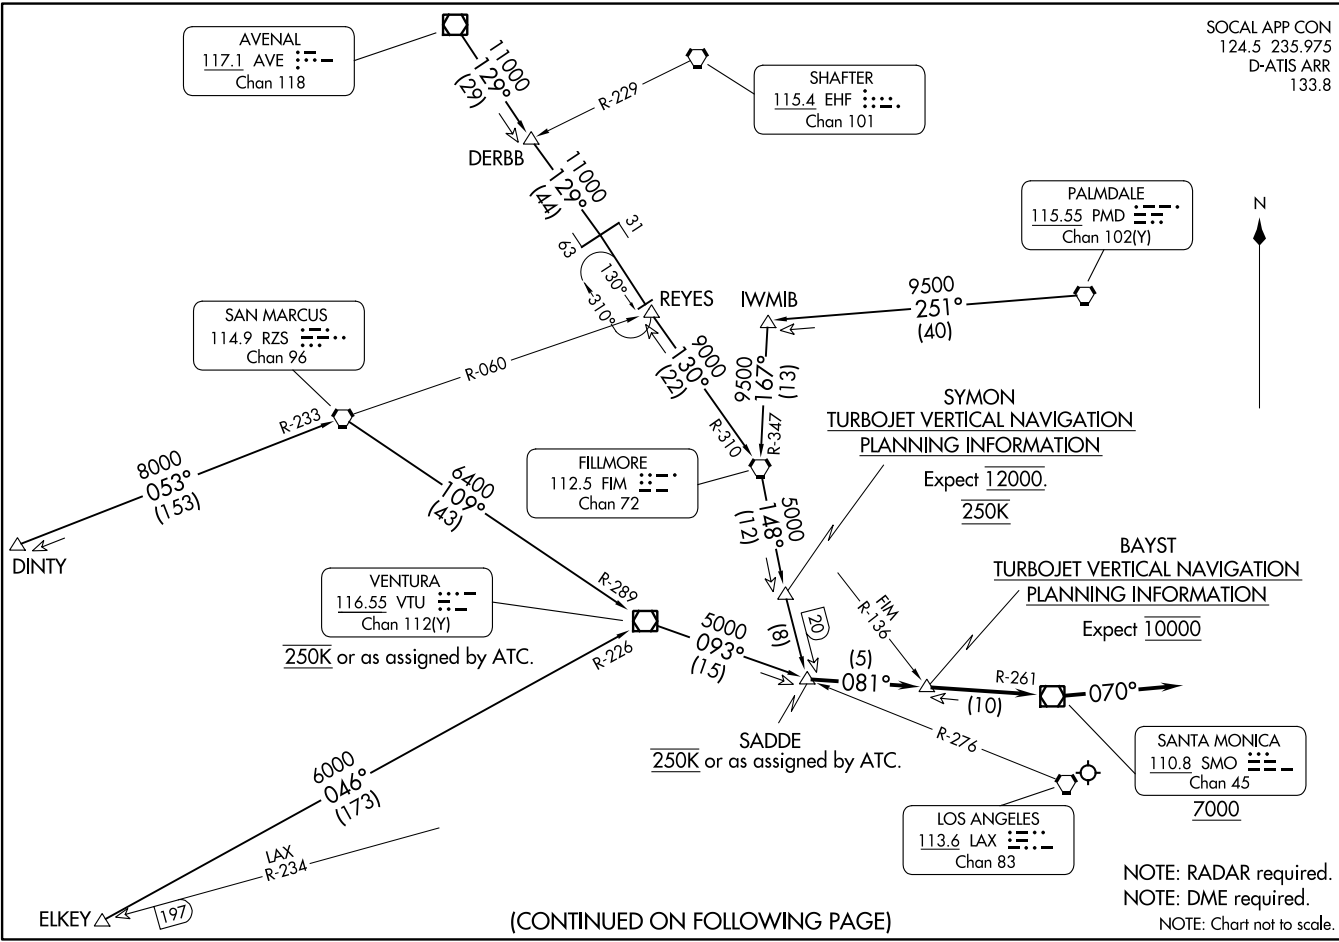 SOCAL APP CON
124.5 235.975
D-ATIS ARR
133.8
AVENAL
117.1 AVE
Chan 118
11000
129°
(29)
R-229
SHAFTER
115.4 EHF
Chan 101
DERBB
11000
129°
(44)
31
63
PALMDALE
115.55 PMD
Chan 102(Y)
N
130°
310°
REYES
IWMIB
9500
251°
(40)
SAN MARCUS
114.9 RZS
Chan 96
R-060
9000
130°
(22)
R-310
9500
167°
(13)
R-347
R-233
8000
053°
(153)
DINTY
6400
109°
(43)
R-289
FILLMORE
112.5 FIM
Chan 72
5000
148°
(12)
SYMON
TURBOJET VERTICAL NAVIGATION
PLANNING INFORMATION
Expect 12000.
250K
BAYST
TURBOJET VERTICAL NAVIGATION
PLANNING INFORMATION
Expect 10000
VENTURA
116.55 VTU
Chan 112(Y)
250K or as assigned by ATC.
R-226
5000
093°
(15)
(8)
20
FIM
R-136
(5)
081°
R-261
(10)
070°
SADDE
250K or as assigned by ATC.
R-276
SANTA MONICA
110.8 SMO
Chan 45
7000
LOS ANGELES
113.6 LAX
Chan 83
6000
046°
(173)
LAX
R-234
197
ELKEY
(CONTINUED ON FOLLOWING PAGE)
NOTE: RADAR required.
NOTE: DME required.
NOTE: Chart not to scale.